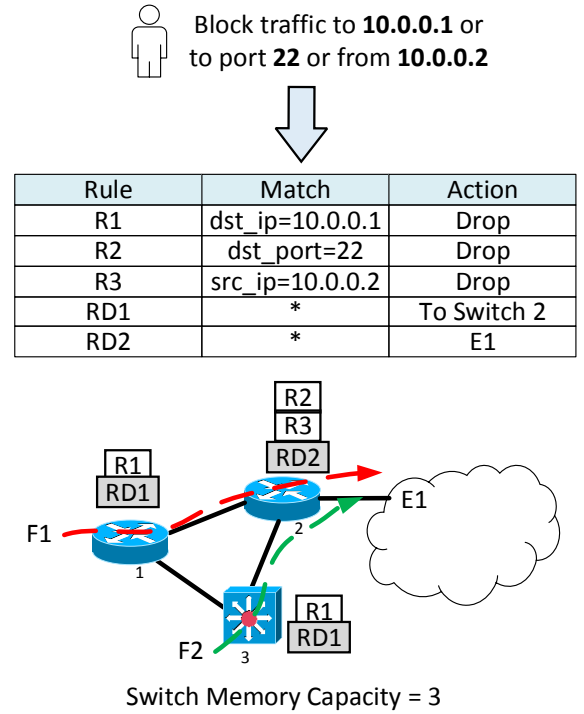 Block traffic to 10.0.0.1 or
to port 22 or from 10.0.0.2
Rule Match Action
R1 dst_ip=10.0.0.1 Drop
R2 dst_port=22 Drop
R3 src_ip=10.0.0.2 Drop
RD1 * To Switch 2
RD2 * E1
R2
R3
RD2
R1
RD1
E1
F1
2
1
R1
RD1
F2
3
Switch Memory Capacity = 3